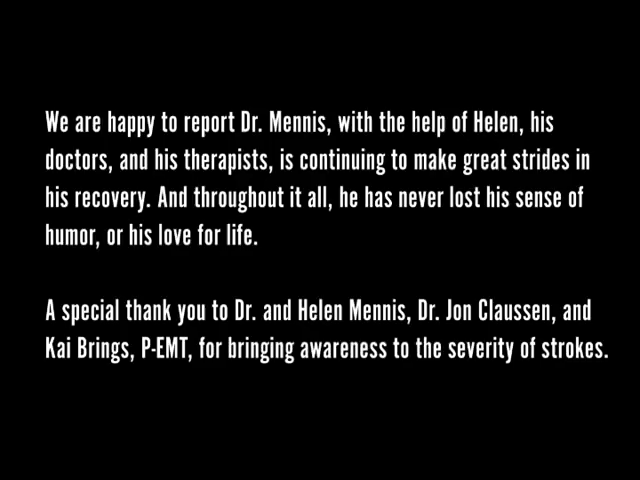 We are happy to report Dr. Mennis, with the help of Helen, his
doctors, and his therapists, is continuing to make great strides in
his recovery. And throughout it all, he has never lost his sense of
humor, or his love for life.
A special thank you to Dr. and Helen Mennis, Dr. Jon Claussen, and
Kai Brings, P-EMT, for bringing awareness to the severity of strokes.